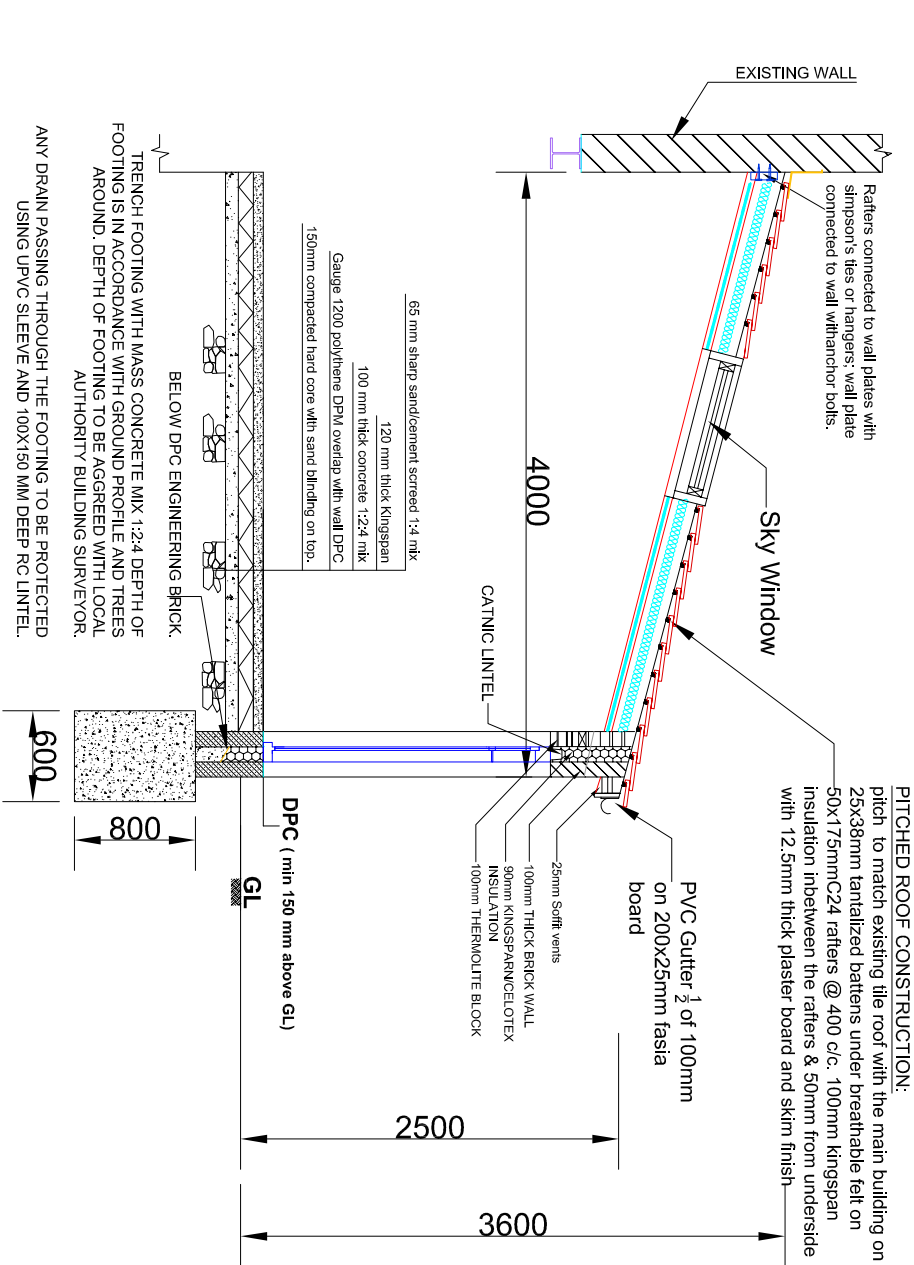 EXISTING WALL
Rafters connected to wall plates with
simpson's ties or hangers; wall plate
connected to wall withanchor bolts.
Sky Window
PITCHED ROOF CONSTRUCTION:
pitch to match existing tile roof with the main building on
25x38mm tantalized battens under breathable felt on
50x175mmC24 rafters @ 400 c/c. 100mm kingspan
insulation inbetween the rafters & 50mm from underside
with 12.5mm thick plaster board and skim finish
4000
CATNIC LINTEL
PVC Gutter ½ of 100mm
on 200x25mm fasia
board
25mm Soffit vents
100mm THICK BRICK WALL
90mm KINGSPARN/CELOTEX
INSULATION
100mm THERMOLITE BLOCK
65 mm sharp sand/cement scrreed 1:4 mix
120 mm thick Kingspan
100 mm thick concrete 1:2:4 mix
Gauge 1200 polythene DPM overlap with wall DPC
150mm compacted hard core with sand blinding on top.
2500
3600
DPC ( min 150 mm above GL)
GL
BELOW DPC ENGINEERING BRICK.
TRENCH FOOTING WITH MASS CONCRETE MIX 1:2:4 DEPTH OF
FOOTING IS IN ACCORDANCE WITH GROUND PROFILE AND TREES
AROUND. DEPTH OF FOOTING TO BE AGGREED WITH LOCAL
AUTHORITY BUILDING SURVEYOR.
ANY DRAIN PASSING THROUGH THE FOOTING TO BE PROTECTED
USING UPVC SLEEVE AND 100X150 MM DEEP RC LINTEL.
600
800